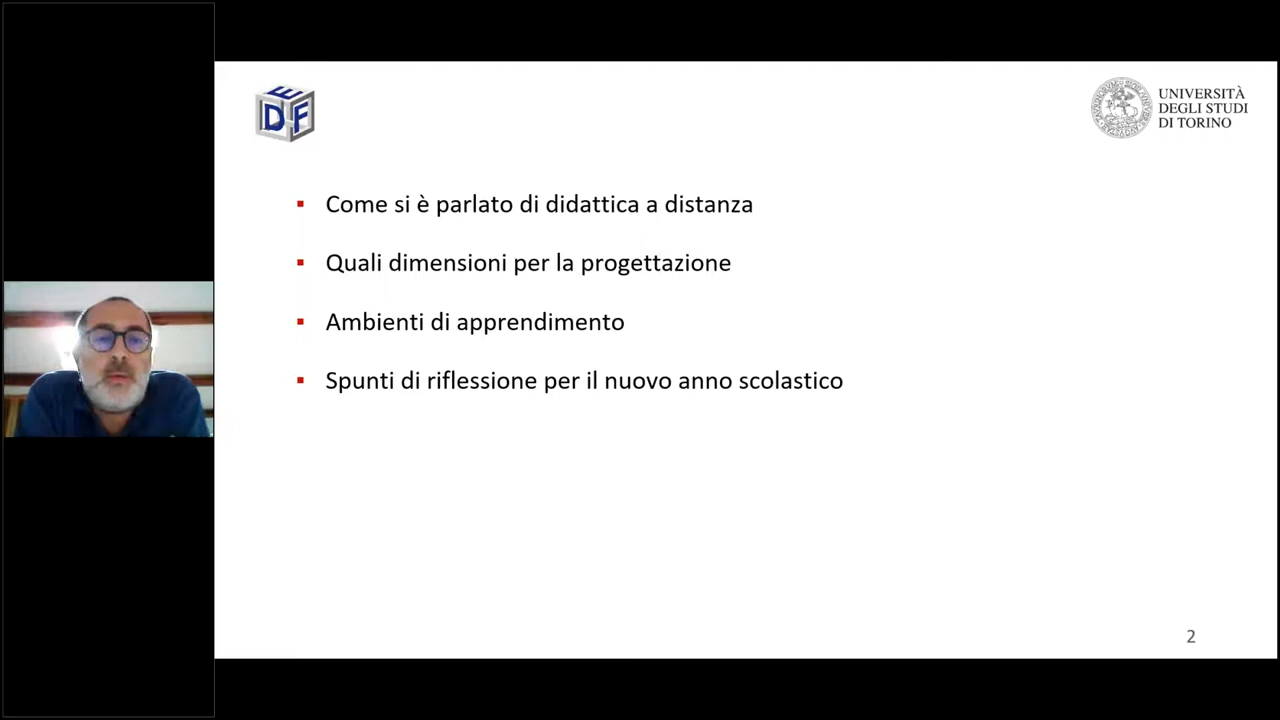 DEF
UNIVERSITÀ
DEGLI STUDI
DI TORINO
Come si è parlato di didattica a distanza
Quali dimensioni per la progettazione
Ambienti di apprendimento
Spunti di riflessione per il nuovo anno scolastico
2